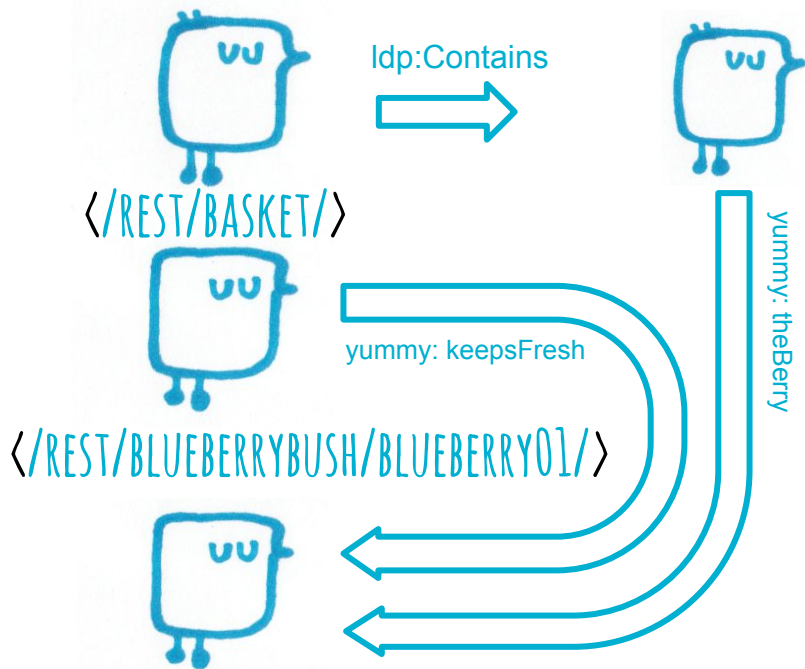 ldp:Contains
</REST/BASKET/>
yummy: theBerry
yummy: keepsFresh
</REST/BLUEBERRYBUSH/BLUEBERRY01/>